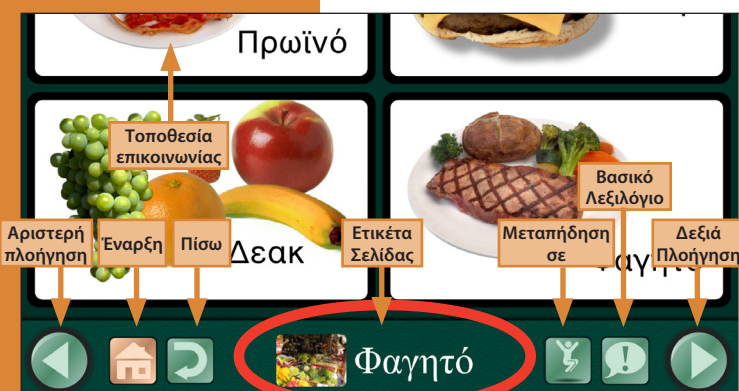 Πρωϊνό
Τοποθεσία
επικοινωνίας
Βασικό
Λεξιλόγιο
Αριστερή
πλοήγηση
Έναρξη
Πίσω
Δεακ
Ετικέτα
Σελίδας
Μεταπήδηση
σε
Δεξιά
Πλοήγηση
Φαγητό